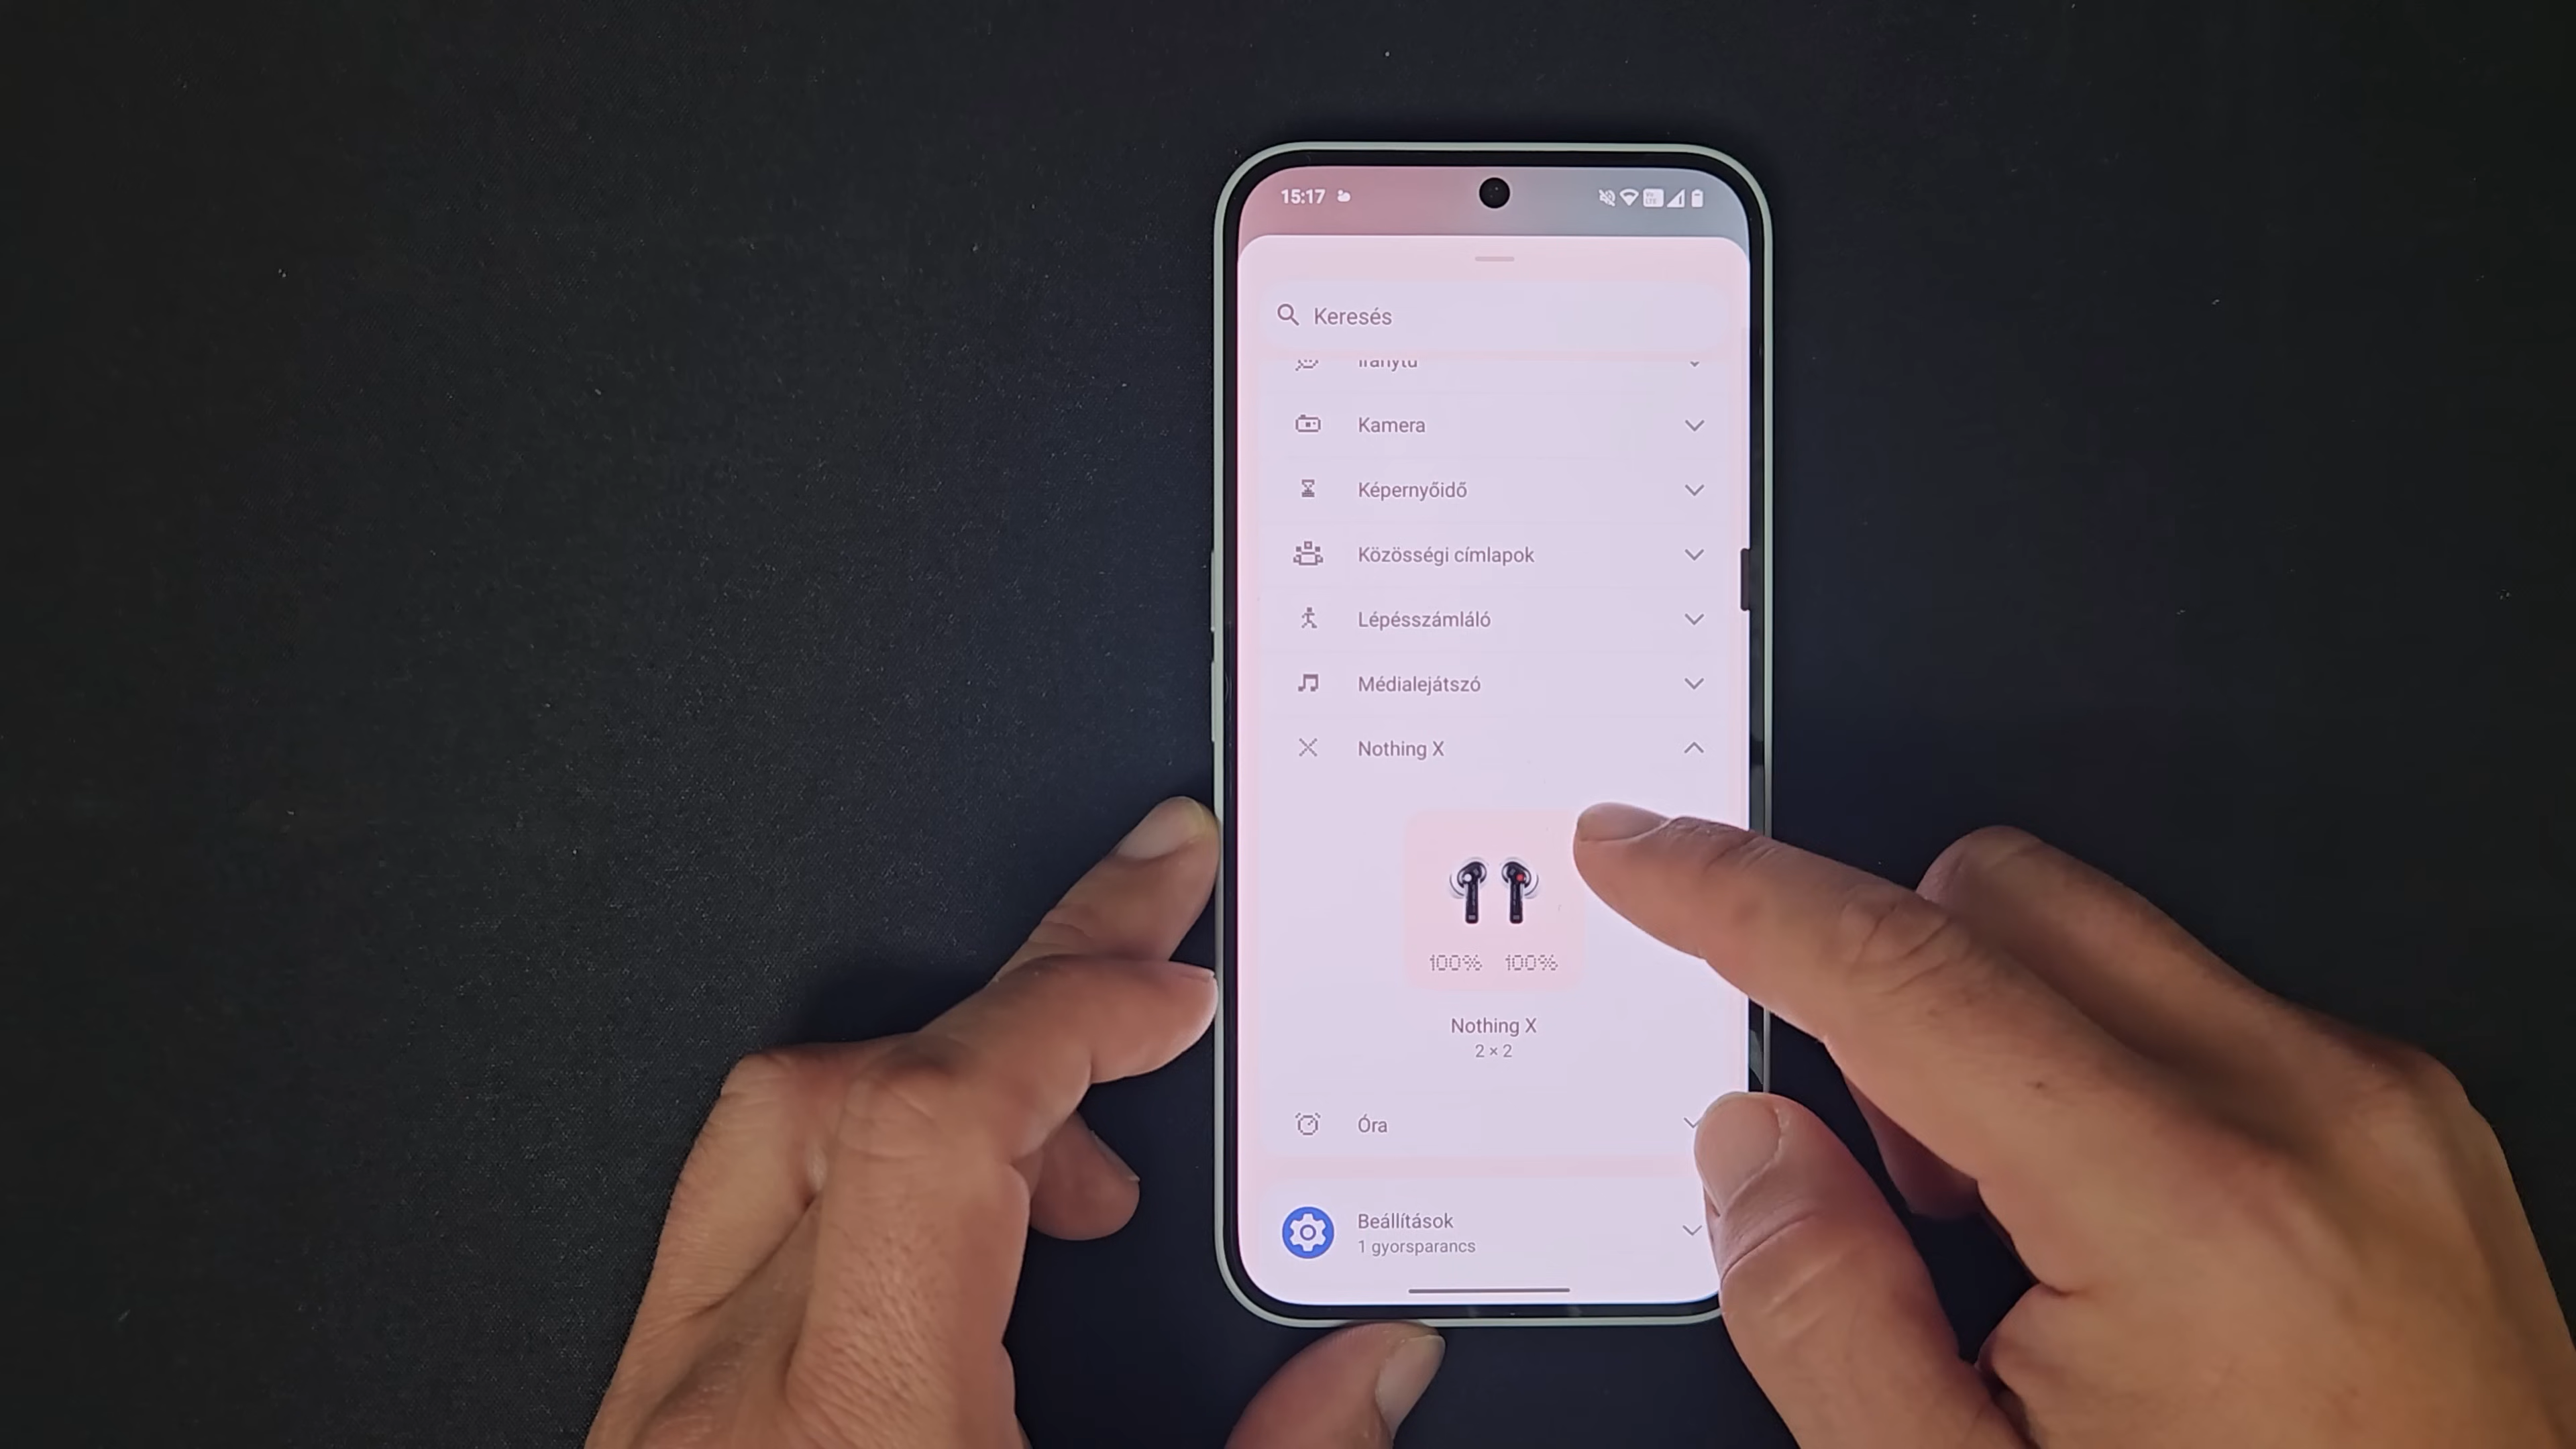 15:17
Keresés
Iránytű
Kamera
Képernyőidő
Közösségi címlapok
Lépésszámláló
Médialejátszó
Nothing X
100% 100%
Nothing X
2 × 2
Óra
Beállítások
1 gyorsparancs